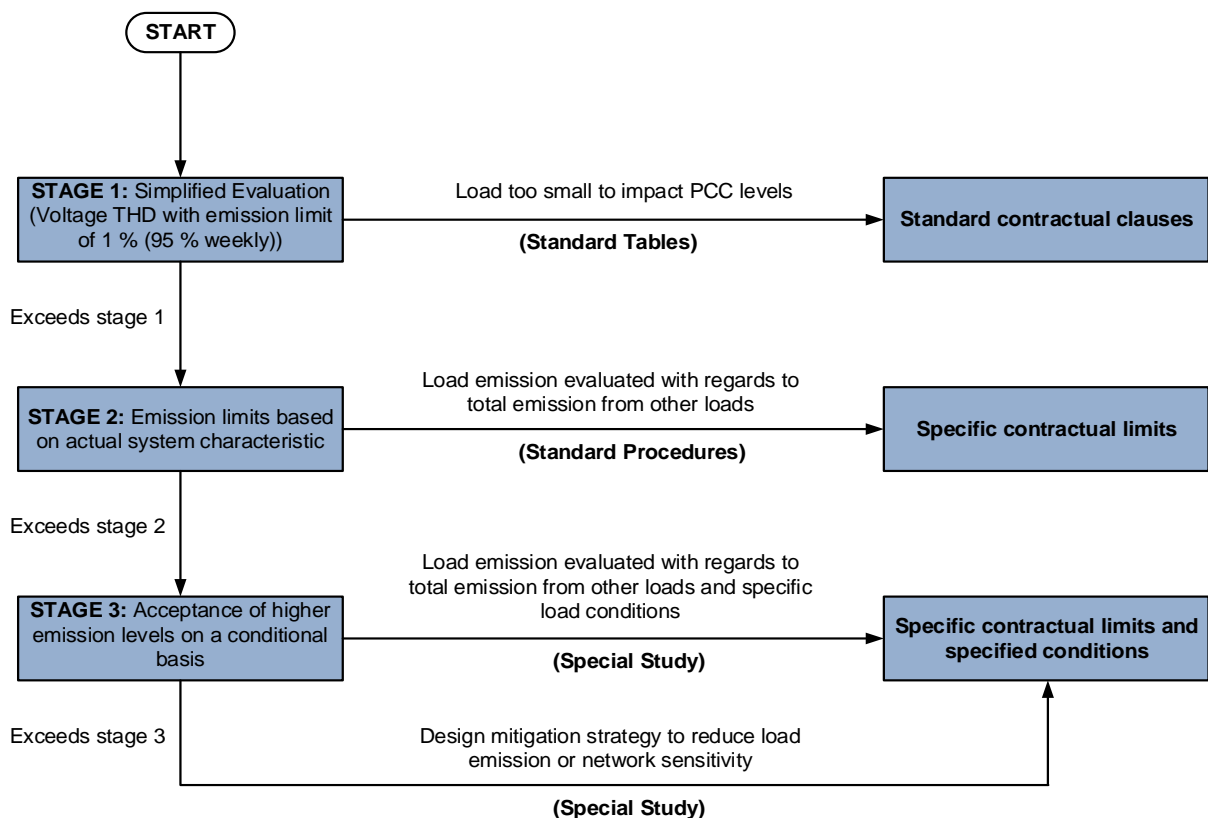 START
STAGE 1: Simplified Evaluation
(Voltage THD with emission limit
of 1 % (95 % weekly))
Load too small to impact PCC levels
(Standard Tables)
Standard contractual clauses
Exceeds stage 1
STAGE 2: Emission limits based
on actual system characteristic
Load emission evaluated with regards to
total emission from other loads
(Standard Procedures)
Specific contractual limits
Exceeds stage 2
STAGE 3: Acceptance of higher
emission levels on a conditional
basis
Load emission evaluated with regards to
total emission from other loads and specific
load conditions
(Special Study)
Specific contractual limits and
specified conditions
Exceeds stage 3
Design mitigation strategy to reduce load
emission or network sensitivity
(Special Study)